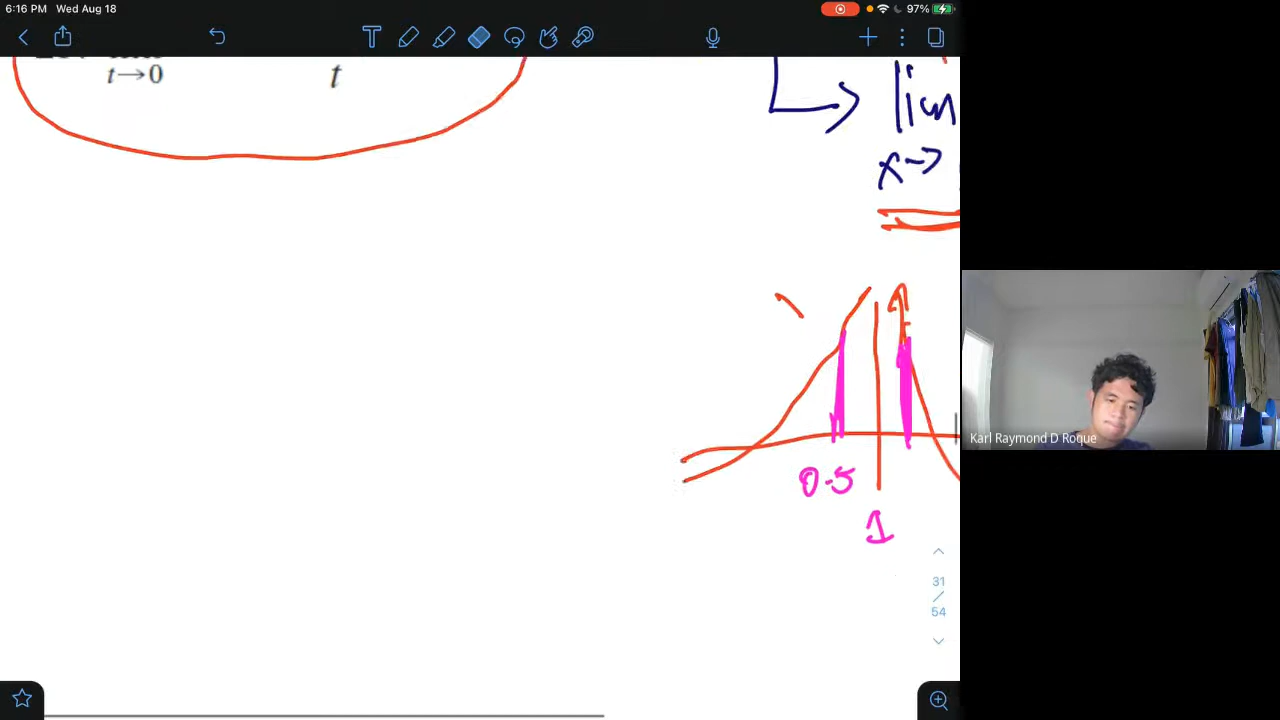 6:16 PM Wed Aug 18
97%
T
t→0
t
lim
x→
0.5
1
31
/
54
Karl Raymond D Roque